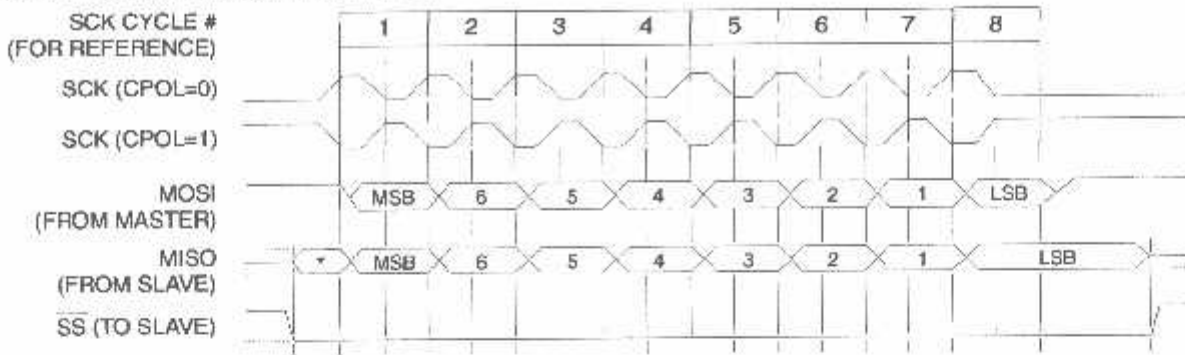 SCK CYCLE #
(FOR REFERENCE)
1 2 3 4 5 6 7 8
SCK (CPOL=0)
SCK (CPOL=1)
MOSI
(FROM MASTER)
MSB 6 5 4 3 2 1 LSB
MISO
(FROM SLAVE)
* MSB 6 5 4 3 2 1 LSB
SS (TO SLAVE)